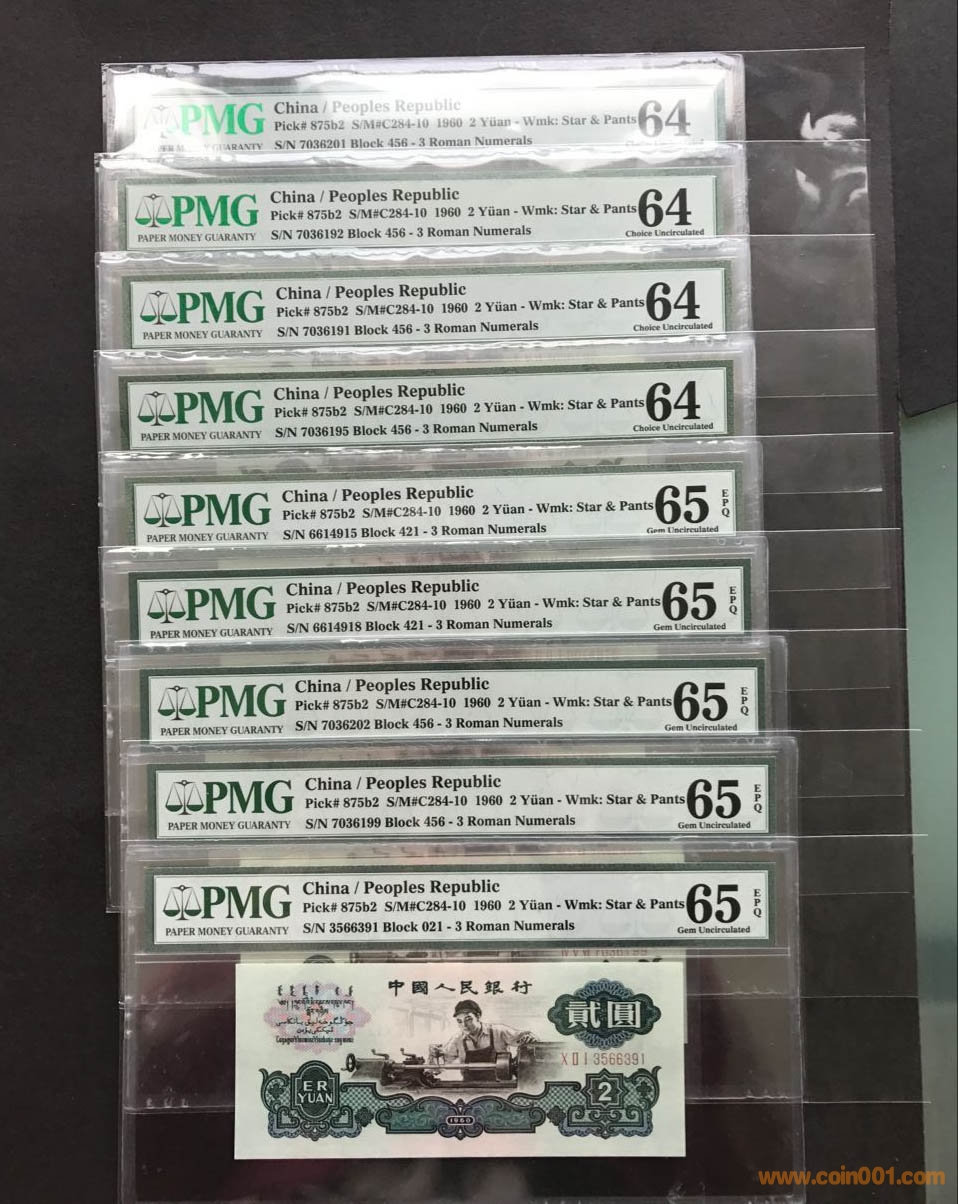 PMG
China / Peoples Republic
Pick# 875b2 S/M#C284-10 1960 2 Yüan - Wmk: Star & Pants
S/N 7036201 Block 456 - 3 Roman Numerals
64
PMG
PAPER MONEY GUARANTY
China / Peoples Republic
Pick# 875b2 S/M#C284-10 1960 2 Yüan - Wmk: Star & Pants
S/N 7036192 Block 456 - 3 Roman Numerals
64
Choice Uncirculated
PMG
PAPER MONEY GUARANTY
China / Peoples Republic
Pick# 875b2 S/M#C284-10 1960 2 Yüan - Wmk: Star & Pants
S/N 7036191 Block 456 - 3 Roman Numerals
64
Choice Uncirculated
PMG
PAPER MONEY GUARANTY
China / Peoples Republic
Pick# 875b2 S/M#C284-10 1960 2 Yüan - Wmk: Star & Pants
S/N 7036195 Block 456 - 3 Roman Numerals
64
Choice Uncirculated
PMG
PAPER MONEY GUARANTY
China / Peoples Republic
Pick# 875b2 S/M#C284-10 1960 2 Yüan - Wmk: Star & Pants
S/N 6614915 Block 421 - 3 Roman Numerals
65
EPQ
Gem Uncirculated
PMG
PAPER MONEY GUARANTY
China / Peoples Republic
Pick# 875b2 S/M#C284-10 1960 2 Yüan - Wmk: Star & Pants
S/N 6614918 Block 421 - 3 Roman Numerals
65
EPQ
Gem Uncirculated
PMG
PAPER MONEY GUARANTY
China / Peoples Republic
Pick# 875b2 S/M#C284-10 1960 2 Yüan - Wmk: Star & Pants
S/N 7036202 Block 456 - 3 Roman Numerals
65
EPQ
Gem Uncirculated
PMG
PAPER MONEY GUARANTY
China / Peoples Republic
Pick# 875b2 S/M#C284-10 1960 2 Yüan - Wmk: Star & Pants
S/N 7036199 Block 456 - 3 Roman Numerals
65
EPQ
Gem Uncirculated
PMG
PAPER MONEY GUARANTY
China / Peoples Republic
Pick# 875b2 S/M#C284-10 1960 2 Yüan - Wmk: Star & Pants
S/N 3566391 Block 021 - 3 Roman Numerals
65
EPQ
Gem Uncirculated
中國人民銀行
貳圓
X II I 3566391
ER
YUAN
2
1960
www.coin001.com